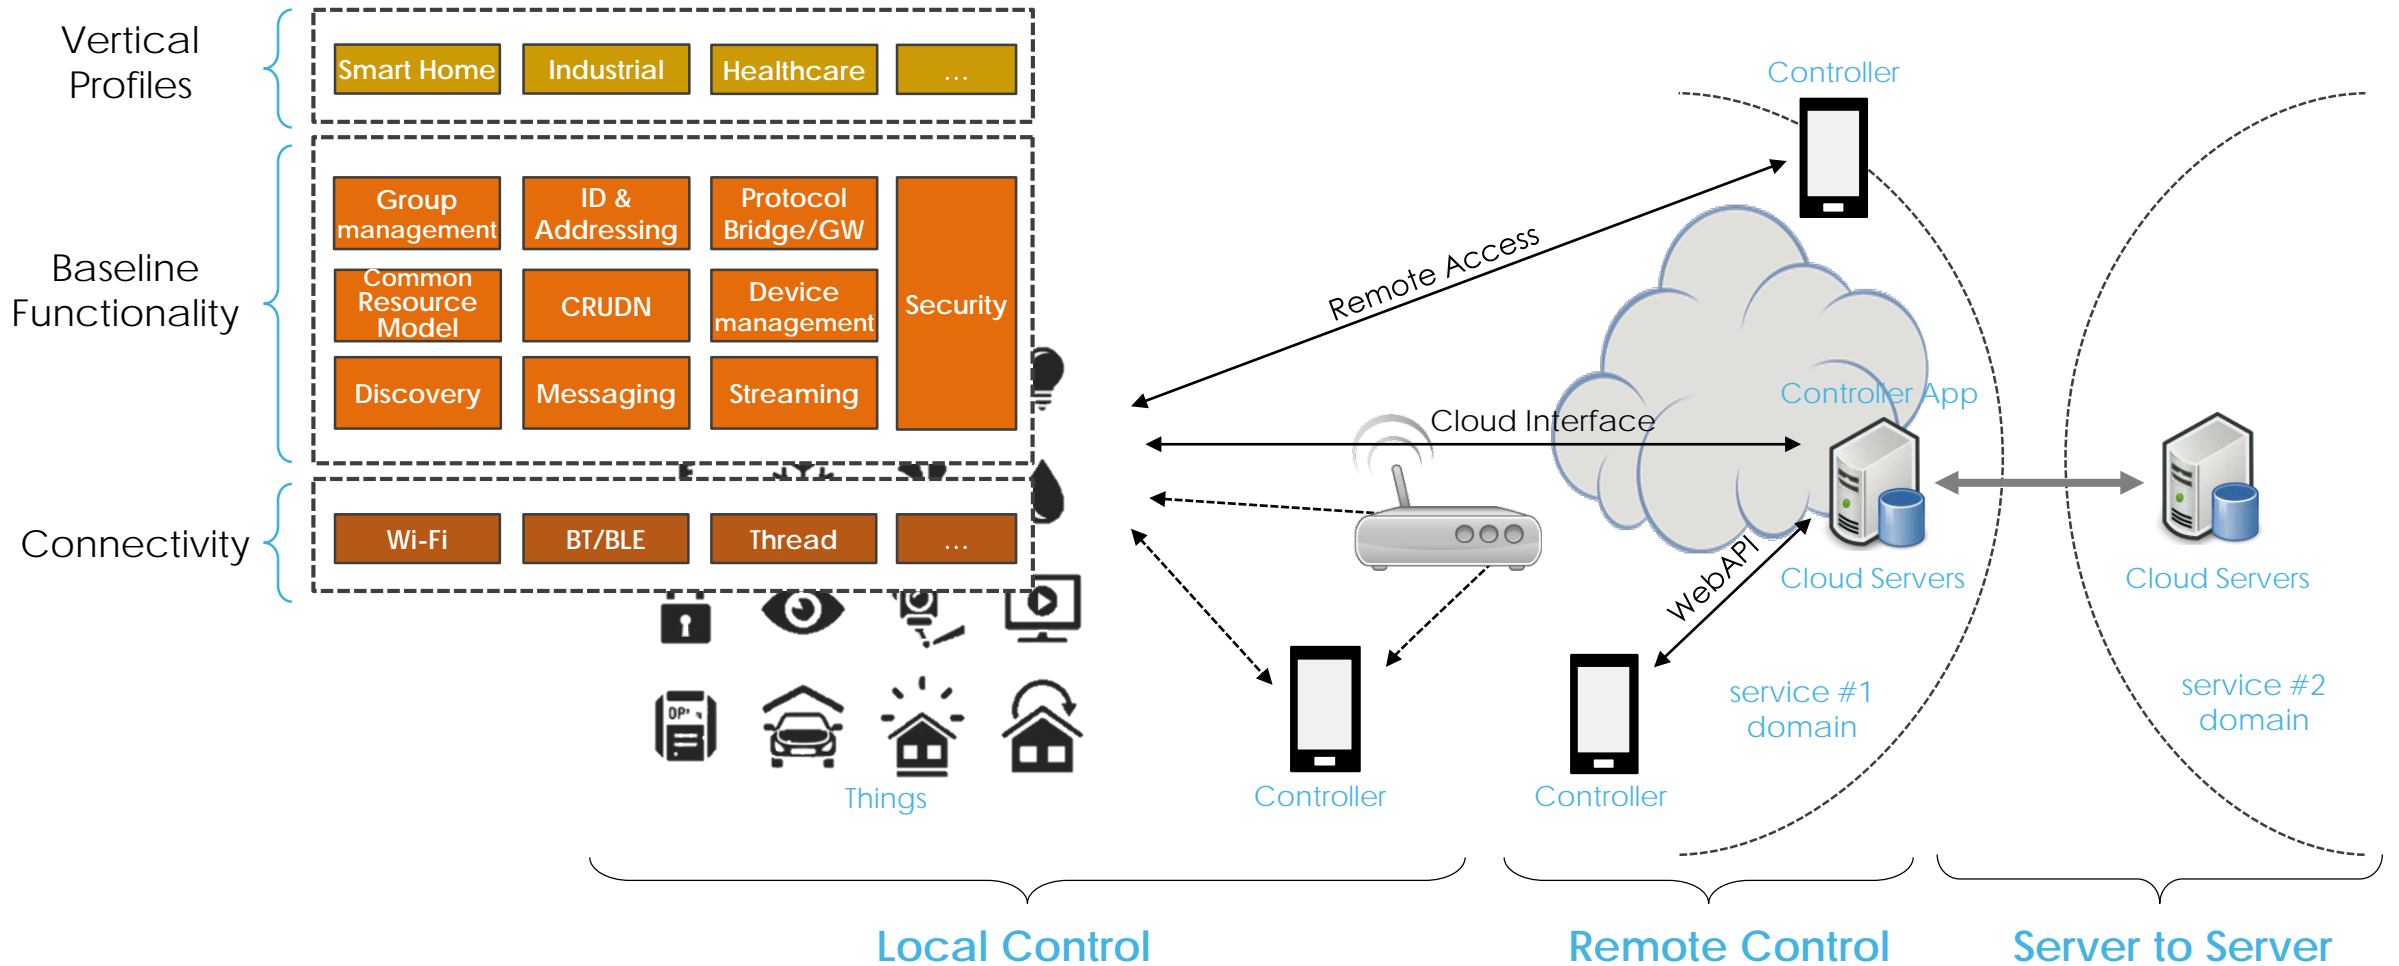 Vertical
Profiles
Smart Home
Industrial
Healthcare
...
Baseline
Functionality
Group
management
ID &
Addressing
Protocol
Bridge/GW
Common
Resource
Model
CRUDN
Device
management
Security
Discovery
Messaging
Streaming
Connectivity
Wi-Fi
BT/BLE
Thread
...
Things
Controller
Remote Access
Cloud Interface
Controller App
WebAPI
Cloud Servers
Cloud Servers
Controller
Controller
service #1
domain
service #2
domain
Local Control
Remote Control
Server to Server